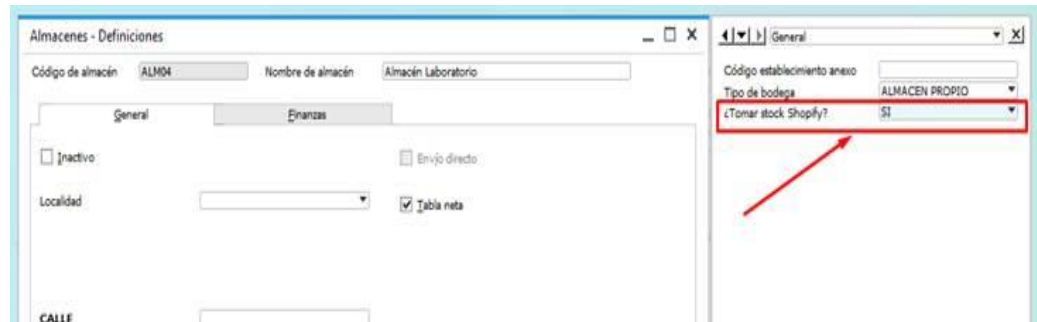 Almacenes - Definiciones
Código de almacén ALM04 Nombre de almacén Almacén Laboratorio
General Finanzas
Inactivo Envío directo
Localidad Tabla neta
CALLE
General
Código establecimiento anexo
Tipo de bodega ALMACEN PROPIO
¿Tomar stock Shopify? SI